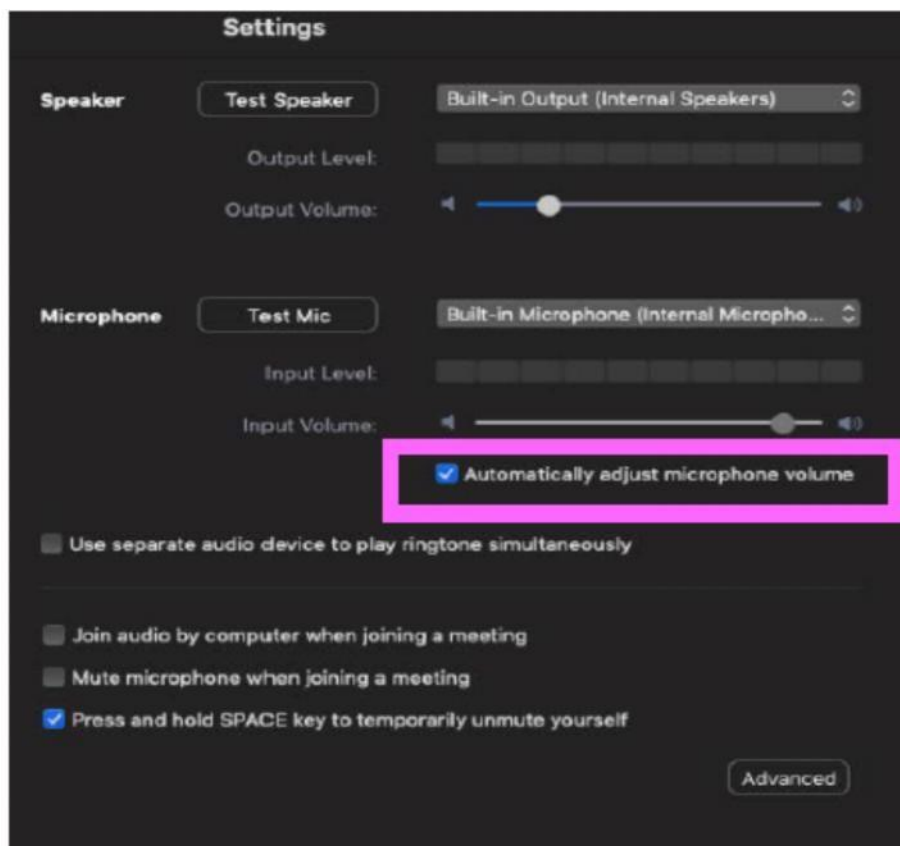 Settings
Speaker Test Speaker Built-in Output (Internal Speakers)
Output Level:
Output Volume:
Microphone Test Mic Built-in Microphone (Internal Micropho...
Input Level:
Input Volume:
Automatically adjust microphone volume
Use separate audio device to play ringtone simultaneously
Join audio by computer when joining a meeting
Mute microphone when joining a meeting
Press and hold SPACE key to temporarily unmute yourself
Advanced